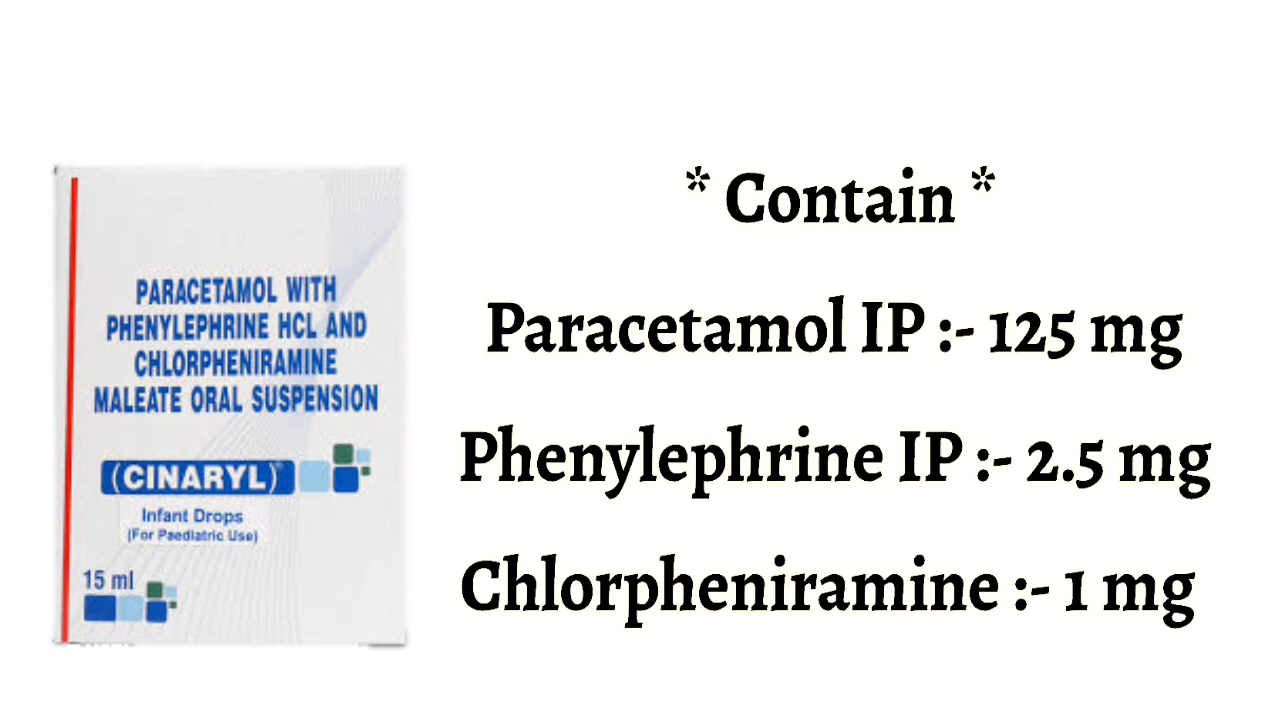 PARACETAMOL WITH
PHENYLEPHRINE HCL AND
CHLORPHENIRAMINE
MALEATE ORAL SUSPENSION
(CINARYL)®
Infant Drops
(For Paediatric Use)
15 ml
* Contain *
Paracetamol IP :- 125 mg
Phenylephrine IP :- 2.5 mg
Chlorpheniramine :- 1 mg